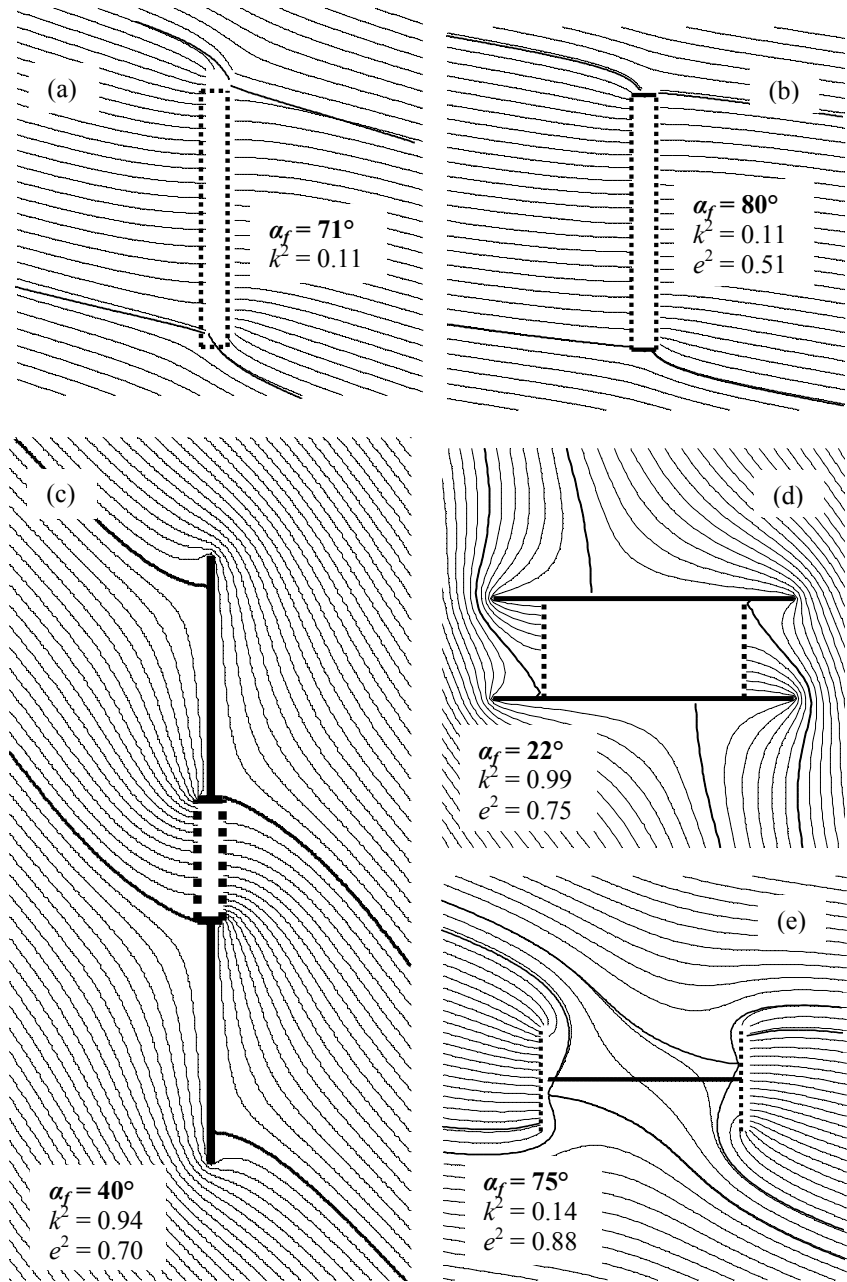 (a)
α_f = 71°
k² = 0.11
(b)
α_f = 80°
k² = 0.11
e² = 0.51
(c)
α_f = 40°
k² = 0.94
e² = 0.70
(d)
α_f = 22°
k² = 0.99
e² = 0.75
(e)
α_f = 75°
k² = 0.14
e² = 0.88